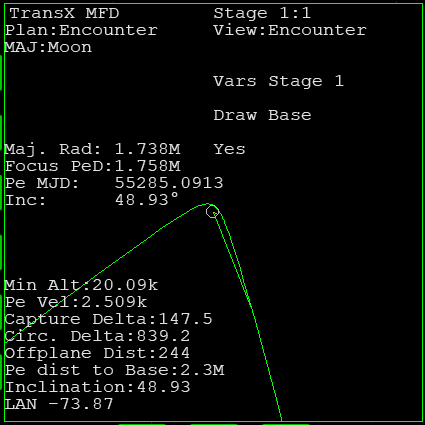 TransX MFD Stage 1:1
Plan:Encounter View:Encounter
MAJ:Moon
Vars Stage 1
Draw Base
Maj. Rad: 1.738M Yes
Focus PeD:1.758M
Pe MJD: 55285.0913
Inc: 48.93°
Min Alt:20.09k
Pe Vel:2.509k
Capture Delta:147.5
Circ. Delta:839.2
Offplane Dist:244
Pe dist to Base:2.3M
Inclination:48.93
LAN -73.87